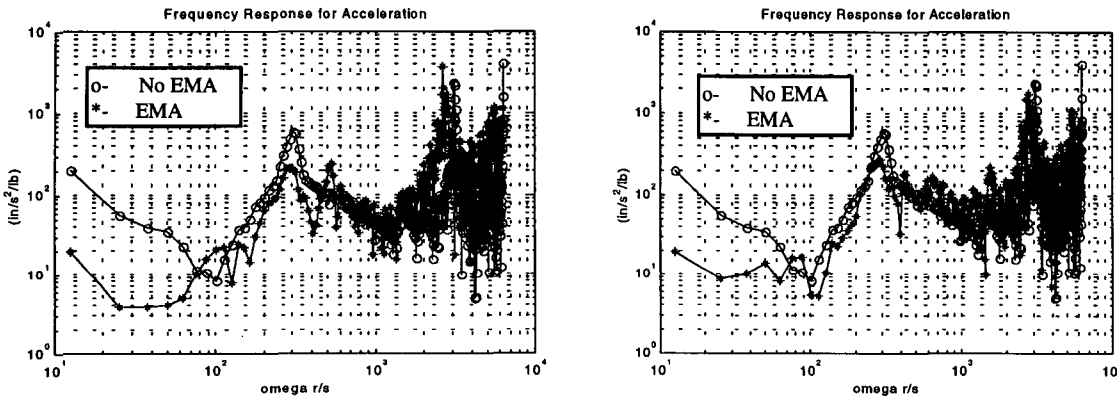 Frequency Response for Acceleration
10^4
10^3
10^2
10^1
10^0
(in/s^2/lb)
o- No EMA
*- EMA
10^1 10^2 10^3 10^4
omega r/s
Frequency Response for Acceleration
10^4
10^3
10^2
10^1
10^0
(in/s^2/lb)
o- No EMA
*- EMA
10^1 10^2 10^3 10
omega r/s